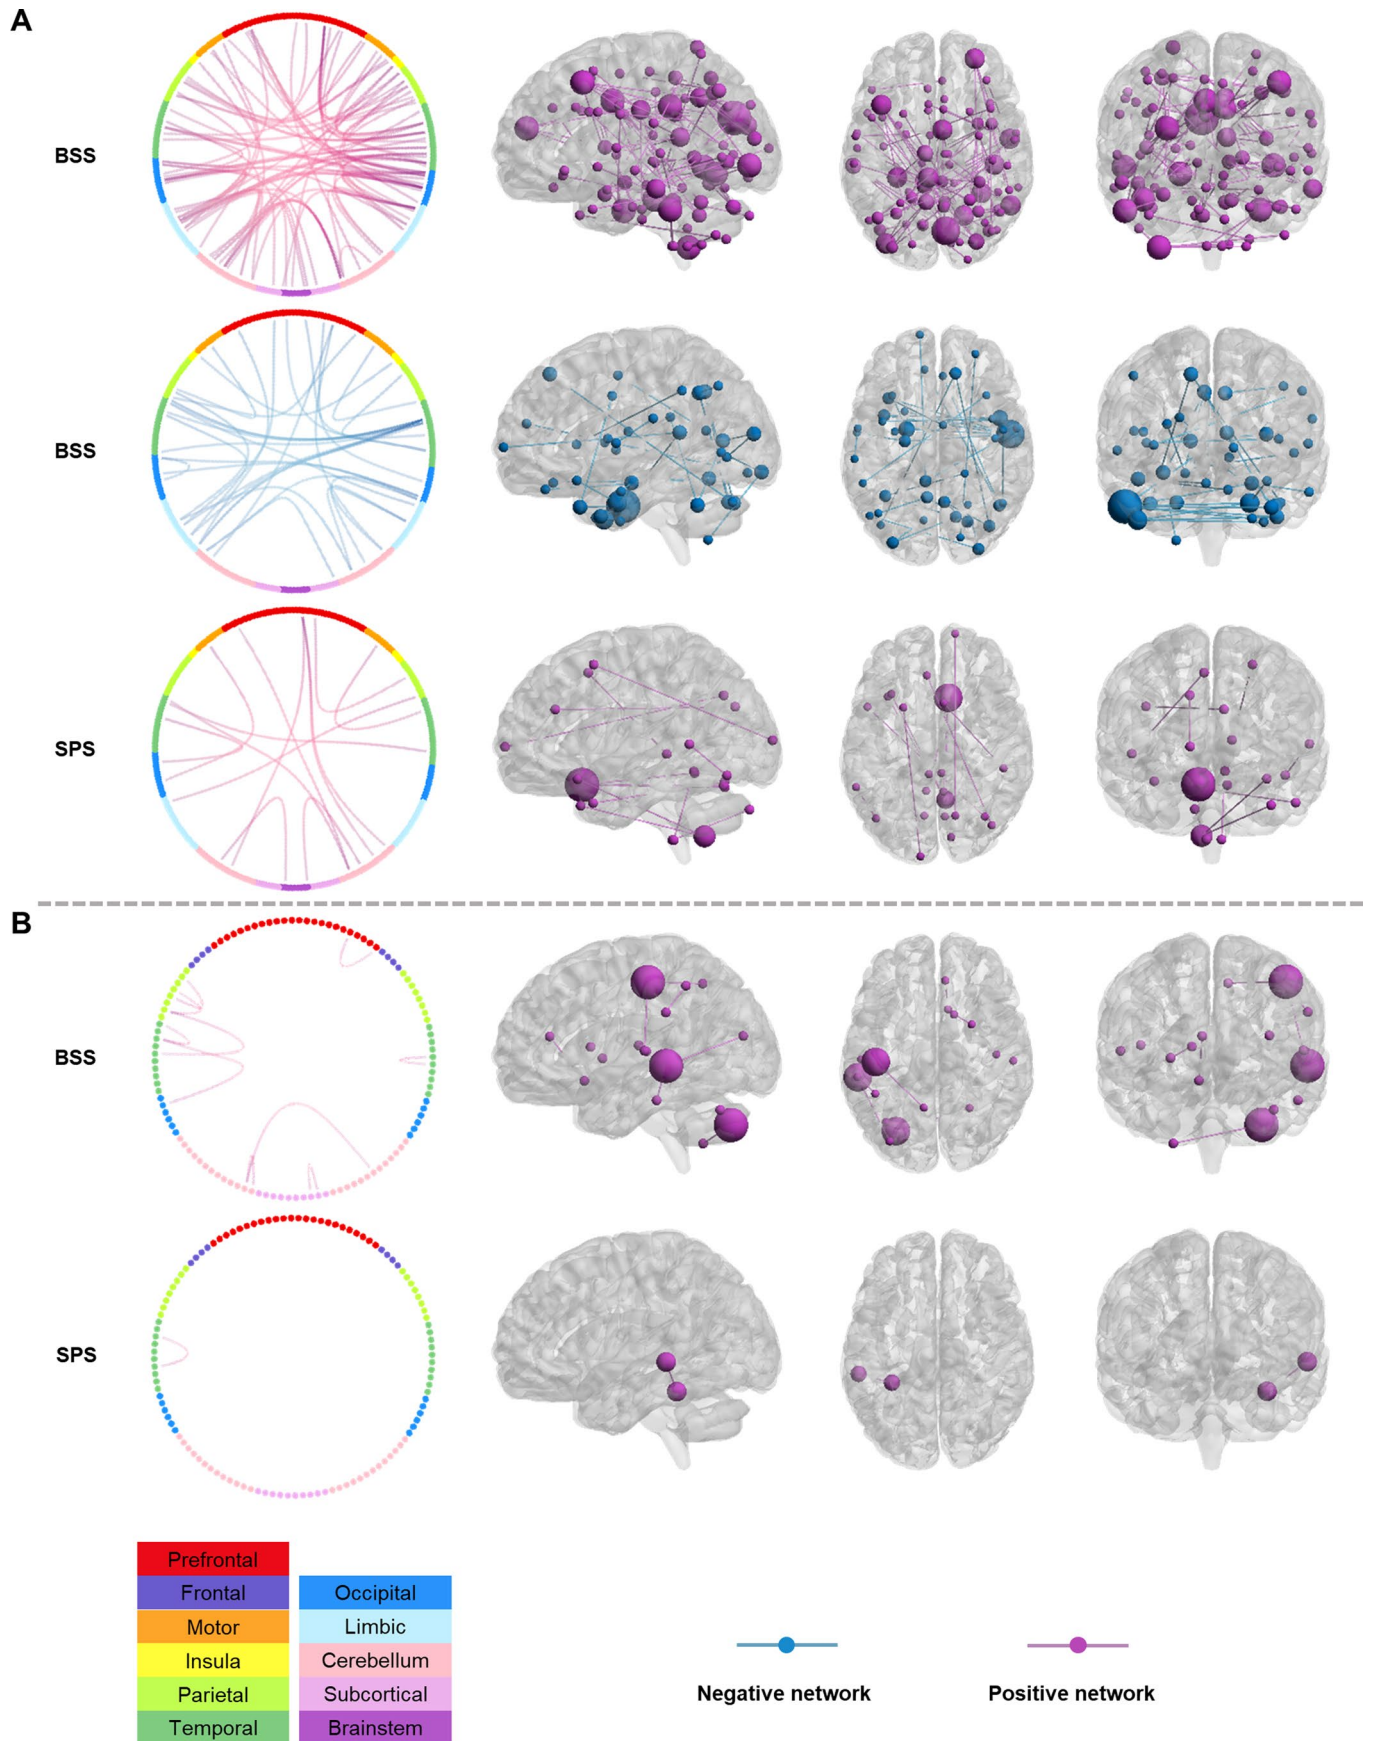 A
BSS
BSS
SPS
B
BSS
SPS
Prefrontal
Frontal
Occipital
Motor
Limbic
Insula
Cerebellum
Parietal
Subcortical
Temporal
Brainstem
Negative network
Positive network